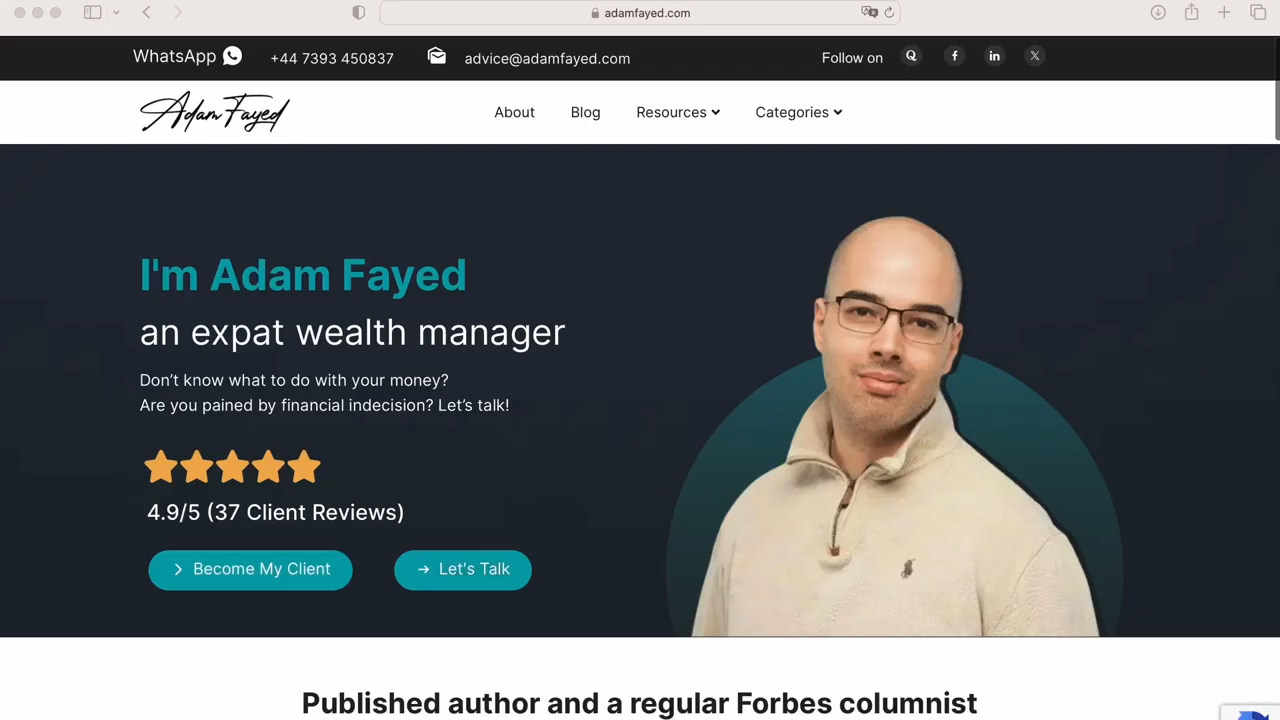 adamfayed.com
WhatsApp +44 7393 450837 advice@adamfayed.com Follow on
Adam Fayed
About Blog Resources Categories
I'm Adam Fayed
an expat wealth manager
Don’t know what to do with your money?
Are you pained by financial indecision? Let’s talk!
4.9/5 (37 Client Reviews)
Become My Client Let's Talk
Published author and a regular Forbes columnist